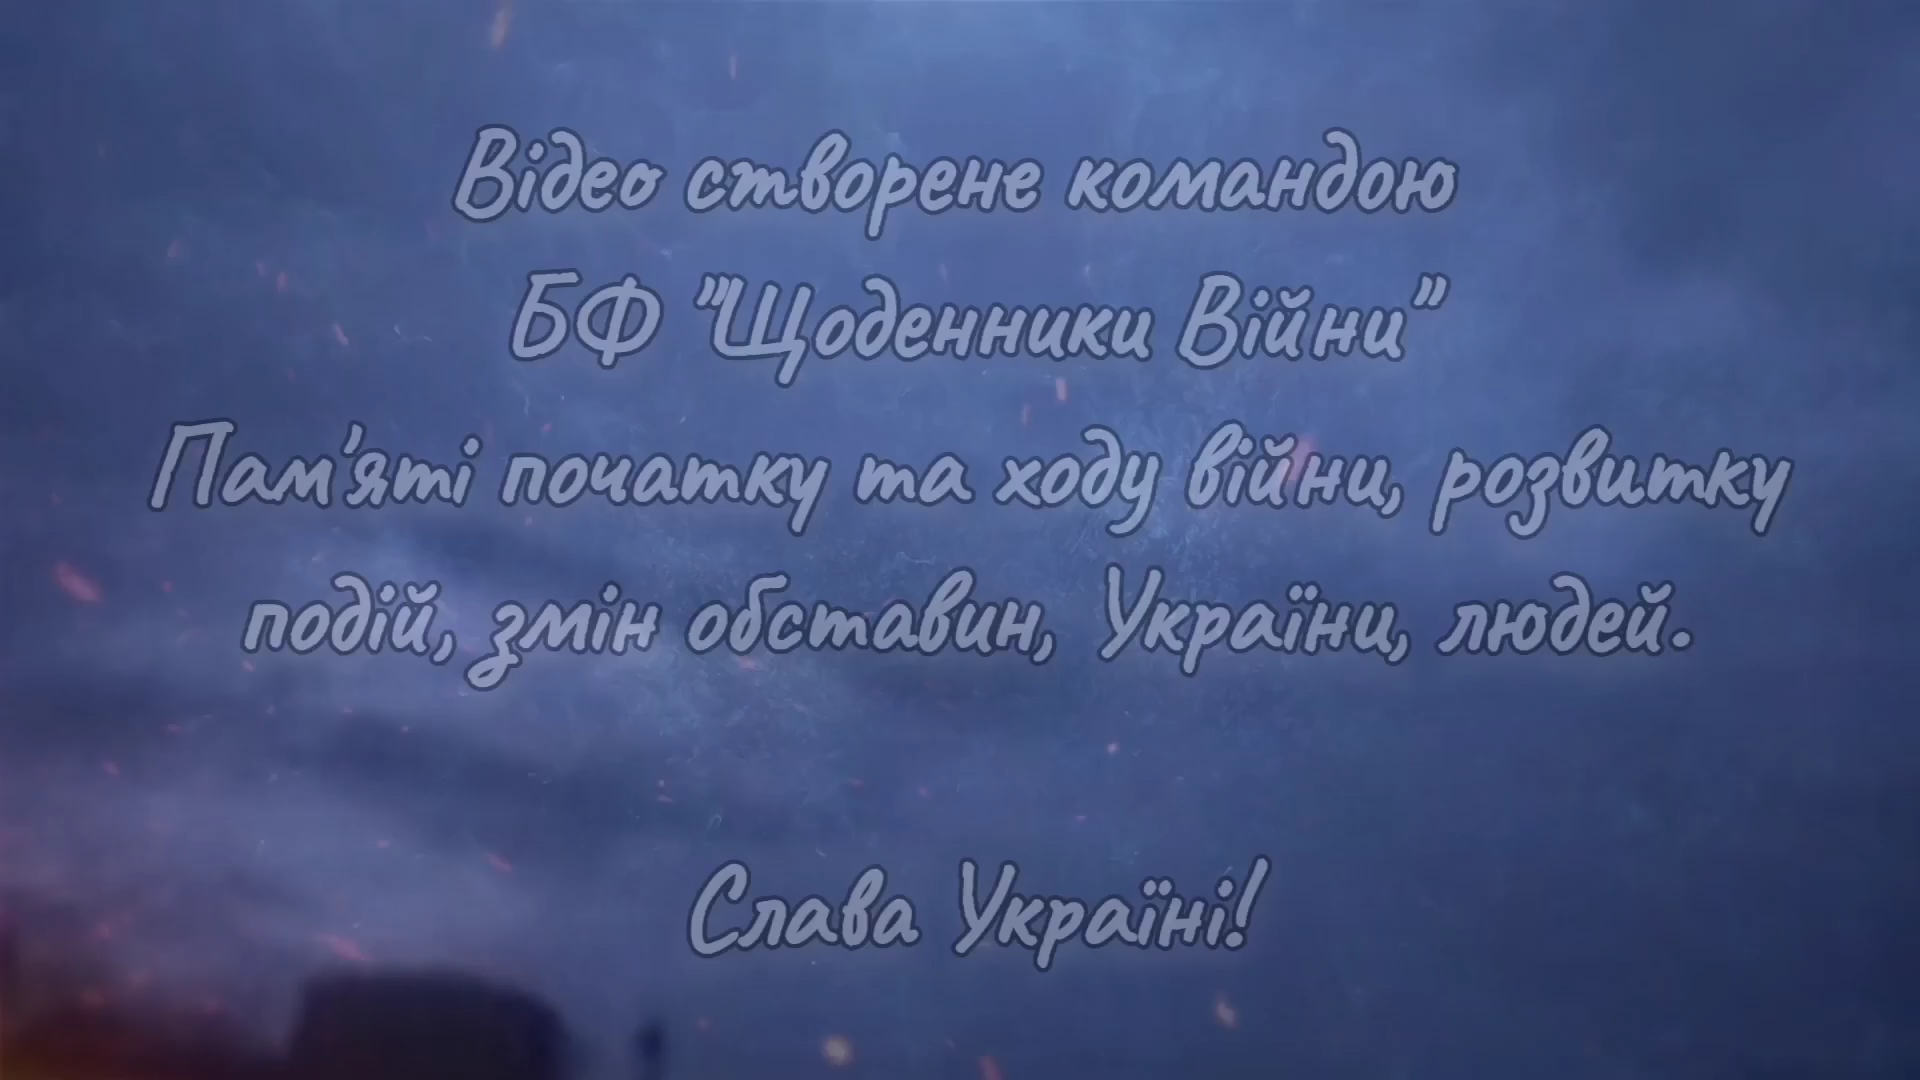 Відео створене командою
БФ "Щоденники Війни"
Пам'яті початку та ходу війни, розвитку
подій, змін обставин, України, людей.
Слава Україні!